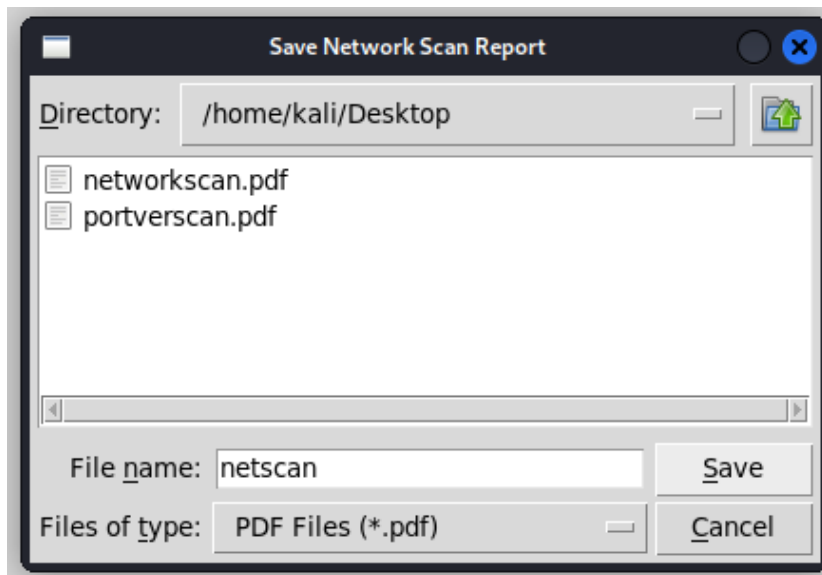 Save Network Scan Report
Directory: /home/kali/Desktop
networkscan.pdf
portverscan.pdf
File name: netscan Save
Files of type: PDF Files (*.pdf) Cancel